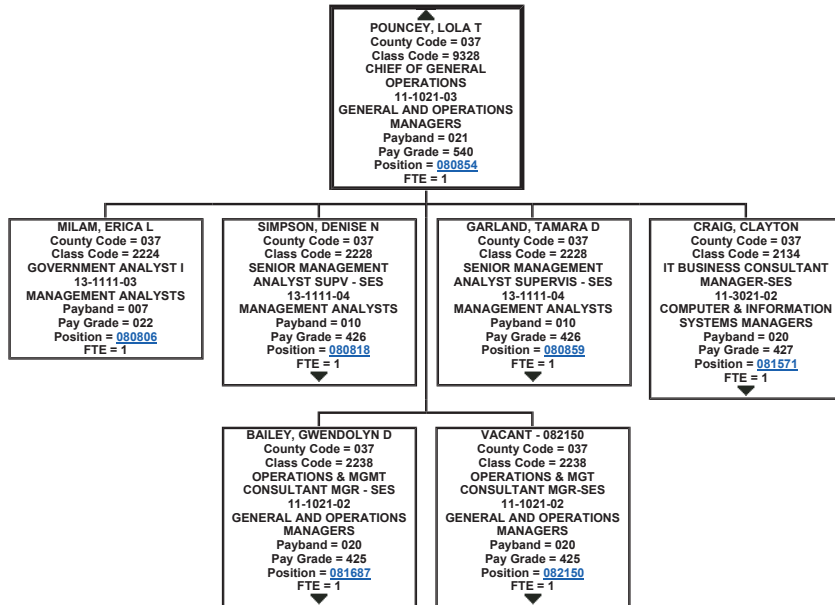 POUNCEY, LOLA T
County Code = 037
Class Code = 9328
CHIEF OF GENERAL
OPERATIONS
11-1021-03
GENERAL AND OPERATIONS
MANAGERS
Payband = 021
Pay Grade = 540
Position = 080854
FTE = 1
MILAM, ERICA L
County Code = 037
Class Code = 2224
GOVERNMENT ANALYST I
13-1111-03
MANAGEMENT ANALYSTS
Payband = 007
Pay Grade = 022
Position = 080806
FTE = 1
SIMPSON, DENISE N
County Code = 037
Class Code = 2228
SENIOR MANAGEMENT
ANALYST SUPV - SES
13-1111-04
MANAGEMENT ANALYSTS
Payband = 010
Pay Grade = 426
Position = 080818
FTE = 1
GARLAND, TAMARA D
County Code = 037
Class Code = 2228
SENIOR MANAGEMENT
ANALYST SUPERVIS - SES
13-1111-04
MANAGEMENT ANALYSTS
Payband = 010
Pay Grade = 426
Position = 080859
FTE = 1
CRAIG, CLAYTON
County Code = 037
Class Code = 2134
IT BUSINESS CONSULTANT
MANAGER-SES
11-3021-02
COMPUTER & INFORMATION
SYSTEMS MANAGERS
Payband = 020
Pay Grade = 427
Position = 081571
FTE = 1
BAILEY, GWENDOLYN D
County Code = 037
Class Code = 2238
OPERATIONS & MGMT
CONSULTANT MGR - SES
11-1021-02
GENERAL AND OPERATIONS
MANAGERS
Payband = 020
Pay Grade = 425
Position = 081687
FTE = 1
VACANT - 082150
County Code = 037
Class Code = 2238
OPERATIONS & MGT
CONSULTANT MGR-SES
11-1021-02
GENERAL AND OPERATIONS
MANAGERS
Payband = 020
Pay Grade = 425
Position = 082150
FTE = 1